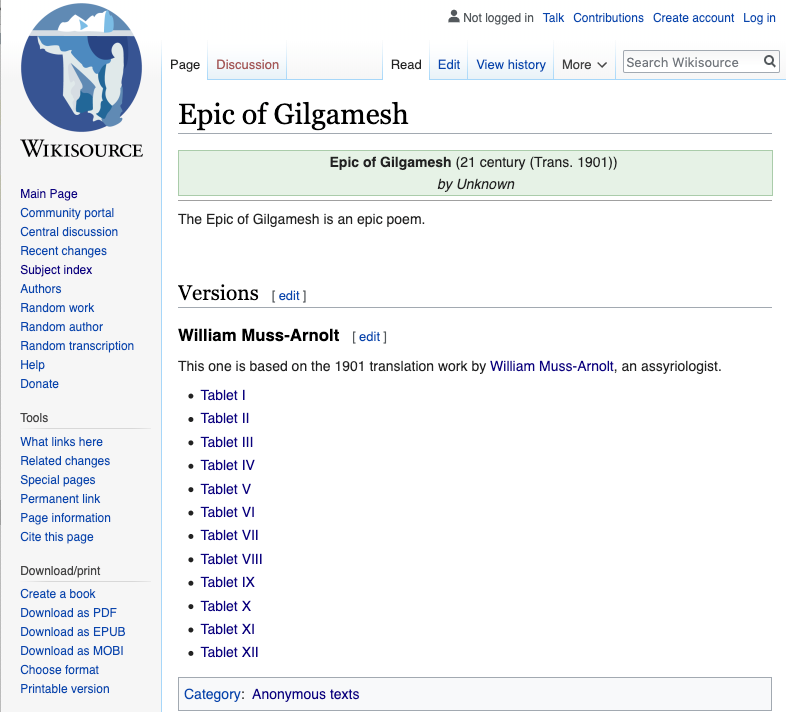 Not logged in Talk Contributions Create account Log in
Page Discussion Read Edit View history More Search Wikisource
WIKISOURCE
Main Page
Community portal
Central discussion
Recent changes
Subject index
Authors
Random work
Random author
Random transcription
Help
Donate
Tools
What links here
Related changes
Special pages
Permanent link
Page information
Cite this page
Download/print
Create a book
Download as PDF
Download as EPUB
Download as MOBI
Choose format
Printable version
Epic of Gilgamesh
Epic of Gilgamesh (21 century (Trans. 1901))
by Unknown
The Epic of Gilgamesh is an epic poem.
Versions [ edit ]
William Muss-Arnolt [ edit ]
This one is based on the 1901 translation work by William Muss-Arnolt, an assyriologist.
Tablet I
Tablet II
Tablet III
Tablet IV
Tablet V
Tablet VI
Tablet VII
Tablet VIII
Tablet IX
Tablet X
Tablet XI
Tablet XII
Category: Anonymous texts